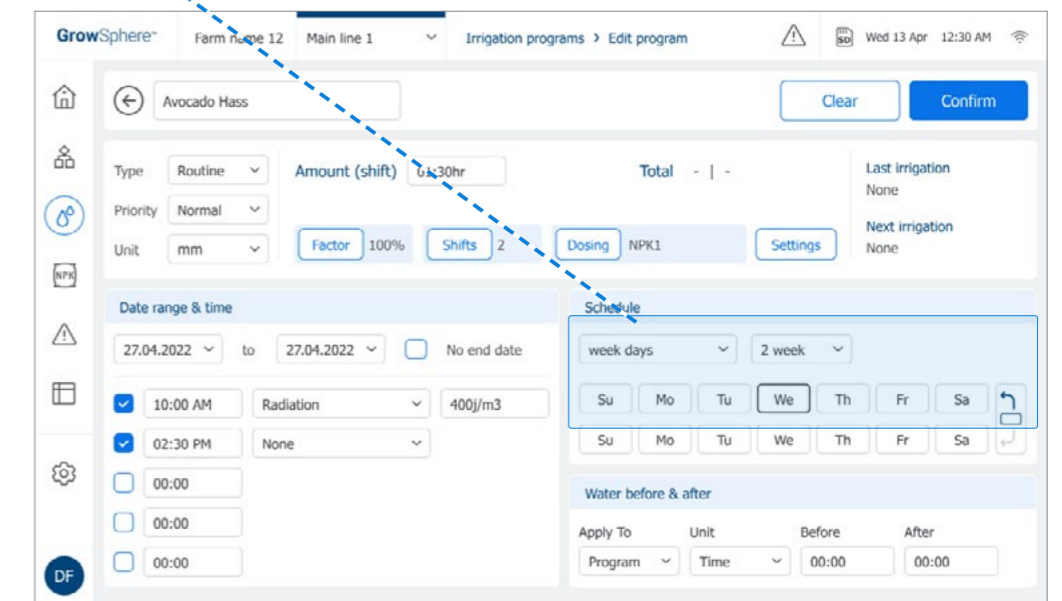 GrowSphere™ Farm name 12 Main line 1 Irrigation programs > Edit program SD Wed 13 Apr 12:30 AM
Avocado Hass Clear Confirm
Type Routine Amount (shift) 01:30hr Total - | - Last irrigation
None
Priority Normal
Next irrigation
Unit mm Factor 100% Shifts 2 Dosing NPK1 Settings None
NPK
Date range & time Schedule
27.04.2022 to 27.04.2022 No end date week days 2 week
10:00 AM Radiation 400j/m3 Su Mo Tu We Th Fr Sa
02:30 PM None Su Mo Tu We Th Fr Sa
00:00
Water before & after
00:00
Apply To Unit Before After
00:00 Program Time 00:00 00:00
DF